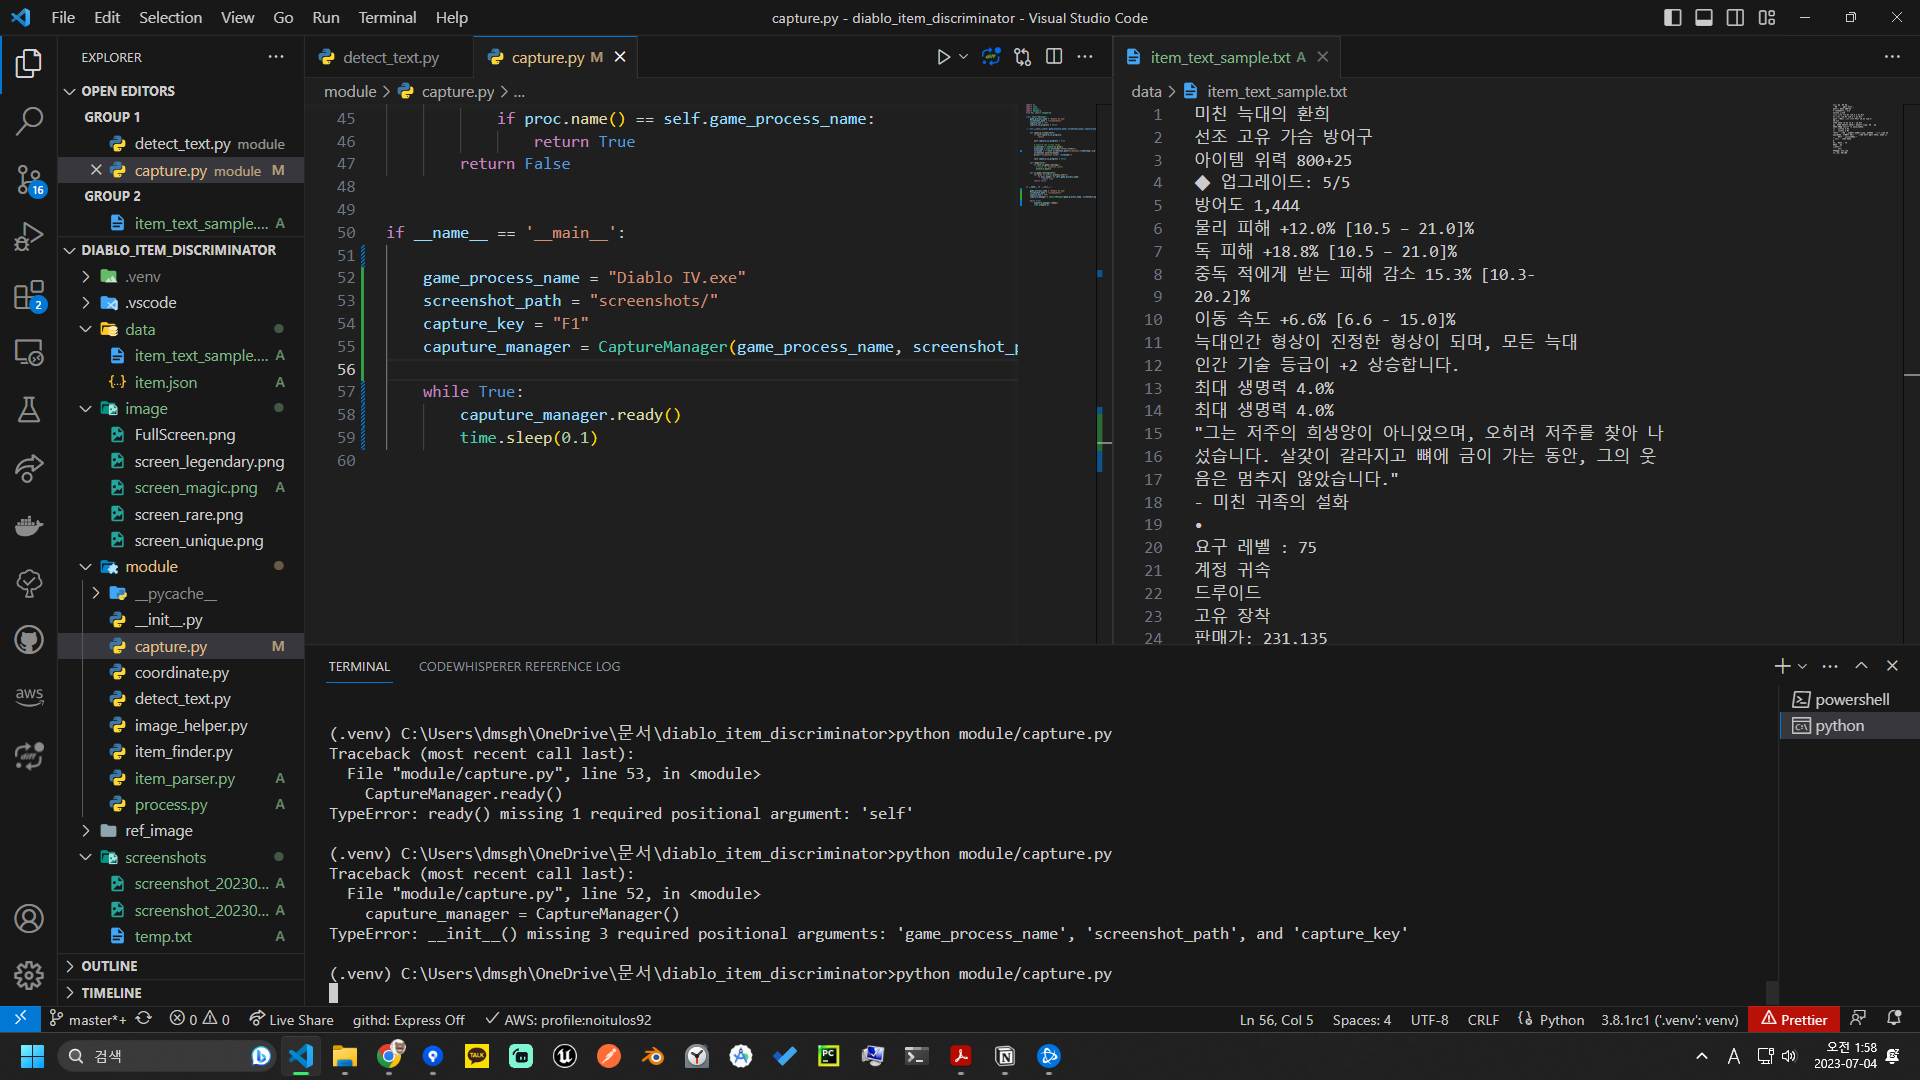 File Edit Selection View Go Run Terminal Help
capture.py - diablo_item_discriminator - Visual Studio Code
EXPLORER
OPEN EDITORS
GROUP 1
detect_text.py module
capture.py module M
GROUP 2
item_text_sample.... A
DIABLO_ITEM_DISCRIMINATOR
.venv
.vscode
data
item_text_sample.... A
item.json A
image
FullScreen.png
screen_legendary.png
screen_magic.png A
screen_rare.png
screen_unique.png
module
__pycache__
__init__.py
capture.py M
coordinate.py
detect_text.py
image_helper.py
item_finder.py
item_parser.py A
process.py A
ref_image
screenshots
screenshot_20230... A
screenshot_20230... A
temp.txt A
OUTLINE
TIMELINE
16
2
aws
detect_text.py
capture.py M
module > capture.py > ...
45 if proc.name() == self.game_process_name:
46 return True
47 return False
48
49
50 if __name__ == '__main__':
51
52 game_process_name = "Diablo IV.exe"
53 screenshot_path = "screenshots/"
54 capture_key = "F1"
55 caputure_manager = CaptureManager(game_process_name, screenshot_p
56
57 while True:
58 caputure_manager.ready()
59 time.sleep(0.1)
60
item_text_sample.txt A
data > item_text_sample.txt
1 미친 늑대의 환희
2 선조 고유 가슴 방어구
3 아이템 위력 800+25
4 ◆ 업그레이드: 5/5
5 방어도 1,444
6 물리 피해 +12.0% [10.5 – 21.0]%
7 독 피해 +18.8% [10.5 – 21.0]%
8 중독 적에게 받는 피해 감소 15.3% [10.3-
9 20.2]%
10 이동 속도 +6.6% [6.6 - 15.0]%
11 늑대인간 형상이 진정한 형상이 되며, 모든 늑대
12 인간 기술 등급이 +2 상승합니다.
13 최대 생명력 4.0%
14 최대 생명력 4.0%
15 "그는 저주의 희생양이 아니었으며, 오히려 저주를 찾아 나
16 섰습니다. 살갗이 갈라지고 뼈에 금이 가는 동안, 그의 웃
17 음은 멈추지 않았습니다."
18 - 미친 귀족의 설화
19 •
20 요구 레벨 : 75
21 계정 귀속
22 드루이드
23 고유 장착
24 판매가: 231,135
TERMINAL CODEWHISPERER REFERENCE LOG
powershell
python
(.venv) C:\Users\dmsgh\OneDrive\문서\diablo_item_discriminator>python module/capture.py
Traceback (most recent call last):
File "module/capture.py", line 53, in <module>
CaptureManager.ready()
TypeError: ready() missing 1 required positional argument: 'self'
(.venv) C:\Users\dmsgh\OneDrive\문서\diablo_item_discriminator>python module/capture.py
Traceback (most recent call last):
File "module/capture.py", line 52, in <module>
caputure_manager = CaptureManager()
TypeError: __init__() missing 3 required positional arguments: 'game_process_name', 'screenshot_path', and 'capture_key'
(.venv) C:\Users\dmsgh\OneDrive\문서\diablo_item_discriminator>python module/capture.py
master*+ 0 0 Live Share githd: Express Off AWS: profile:noitulos92 Ln 56, Col 5 Spaces: 4 UTF-8 CRLF Python 3.8.1rc1 ('.venv': venv) Prettier
검색
TALK
PC
A
오전 1:58
2023-07-04